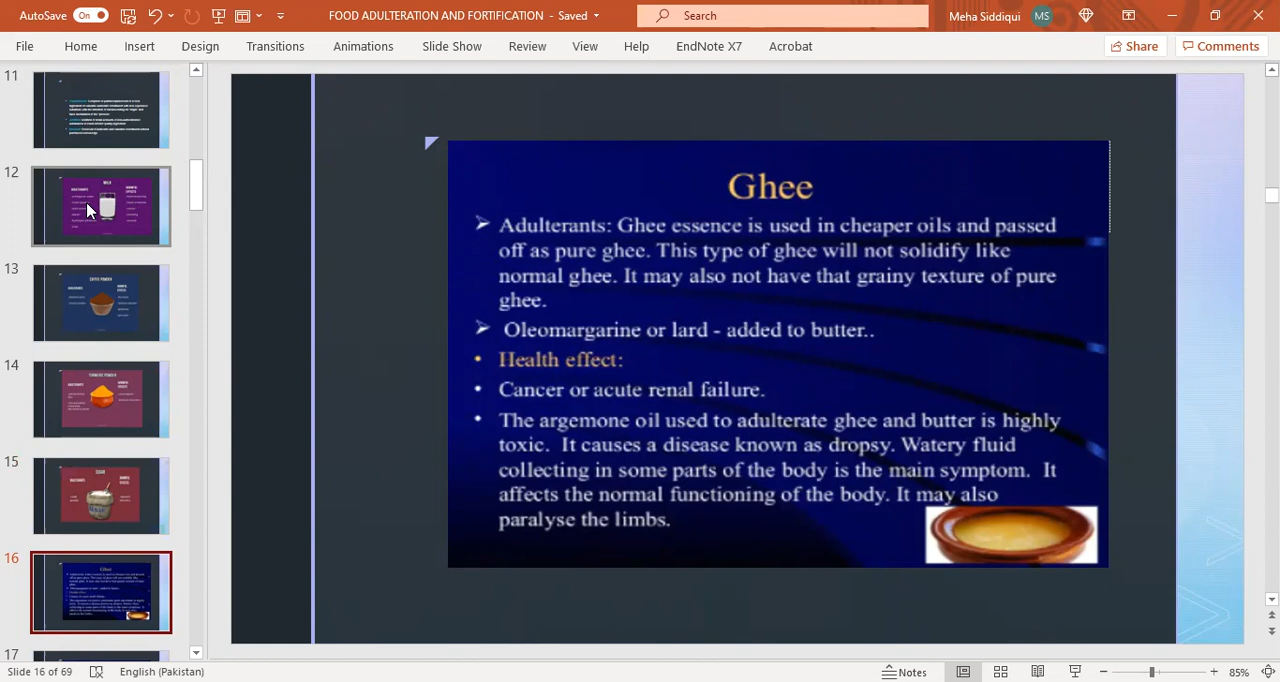 AutoSave On
FOOD ADULTERATION AND FORTIFICATION - Saved
Search
Meha Siddiqui MS
File Home Insert Design Transitions Animations Slide Show Review View Help EndNote X7 Acrobat Share Comments
11
12
MILK
13
COFFEE POWDER
14
TURMERIC POWDER
15
SUGAR
16
Ghee
17
Ghee
➢ Adulterants: Ghee essence is used in cheaper oils and passed
off as pure ghee. This type of ghee will not solidify like
normal ghee. It may also not have that grainy texture of pure
ghee.
➢ Oleomargarine or lard - added to butter..
• Health effect:
• Cancer or acute renal failure.
• The argemone oil used to adulterate ghee and butter is highly
toxic. It causes a disease known as dropsy. Watery fluid
collecting in some parts of the body is the main symptom. It
affects the normal functioning of the body. It may also
paralyse the limbs.
Slide 16 of 69 English (Pakistan) Notes 85%